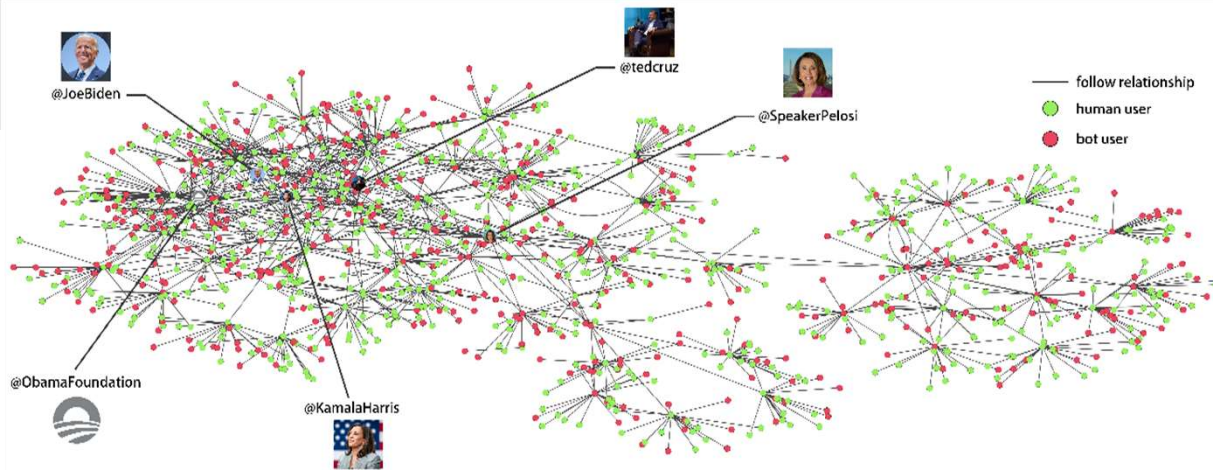 @JoeBiden
@tedcruz
@SpeakerPelosi
follow relationship
human user
bot user
@ObamaFoundation
@KamalaHarris